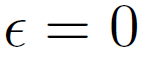 ϵ = 0